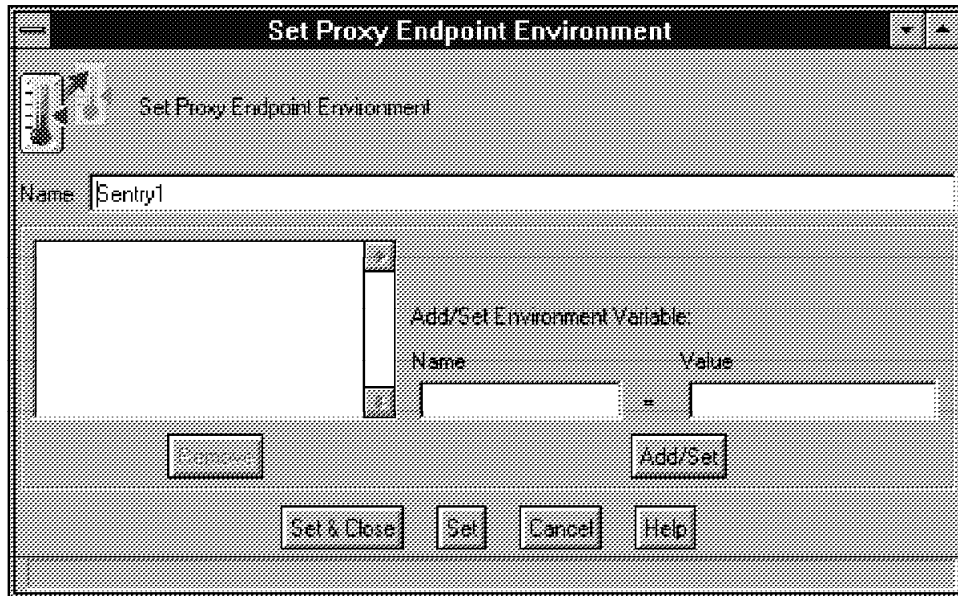 Set Proxy Endpoint Environment
Set Proxy Endpoint Environment
Name Sentry1
Add/Set Environment Variable:
Name Value
=
Remove Add/Set
Set & Close Set Cancel Help